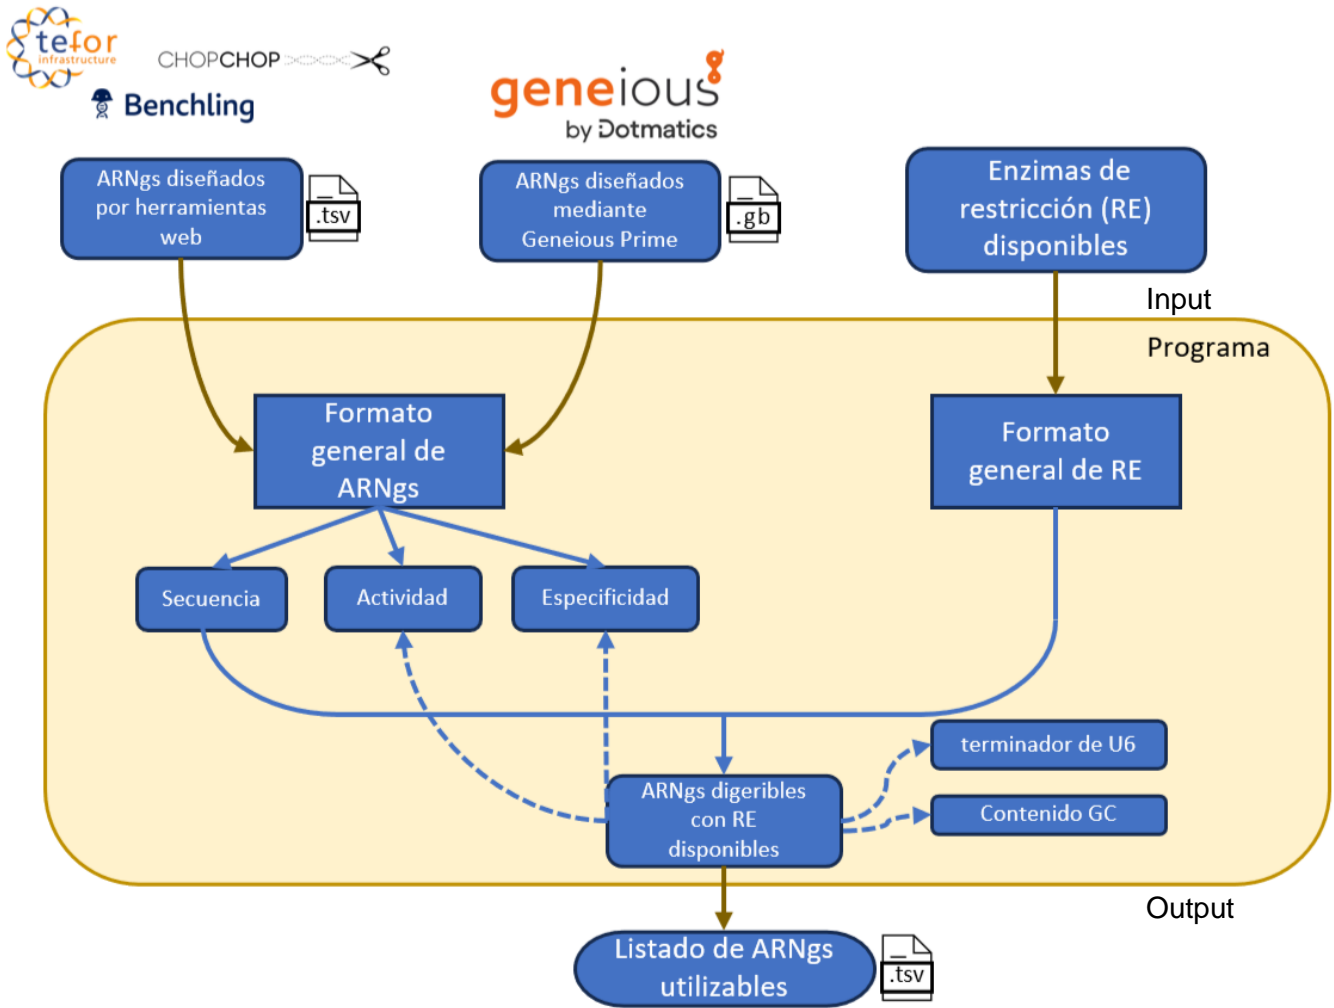 tefor
infrastructure
CHOPCHOP
Benchling
geneious
by Dotmatics
ARNgs diseñados
por herramientas
web
.tsv
ARNgs diseñados
mediante
Geneious Prime
.gb
Enzimas de
restricción (RE)
disponibles
Input
Programa
Formato
general de
ARNgs
Formato
general de RE
Secuencia
Actividad
Especificidad
terminador de U6
ARNgs digeribles
con RE
disponibles
Contenido GC
Output
Listado de ARNgs
utilizables
.tsv